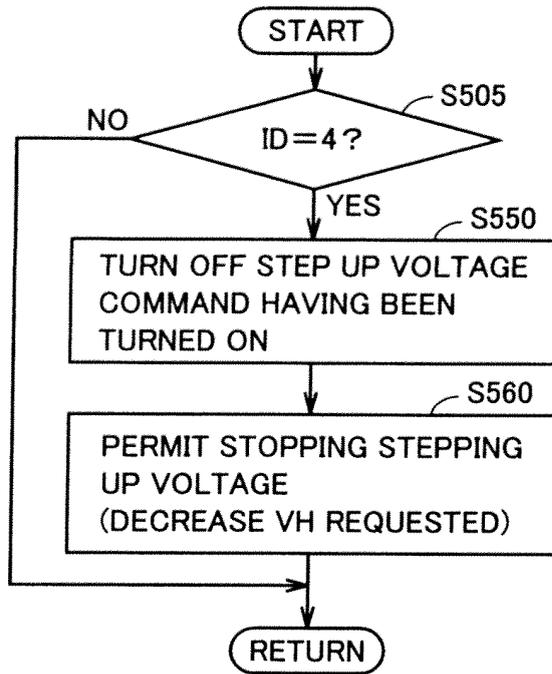 START
S505
NO
ID=4?
YES
S550
TURN OFF STEP UP VOLTAGE
COMMAND HAVING BEEN
TURNED ON
S560
PERMIT STOPPING STEPPING
UP VOLTAGE
(DECREASE VH REQUESTED)
RETURN